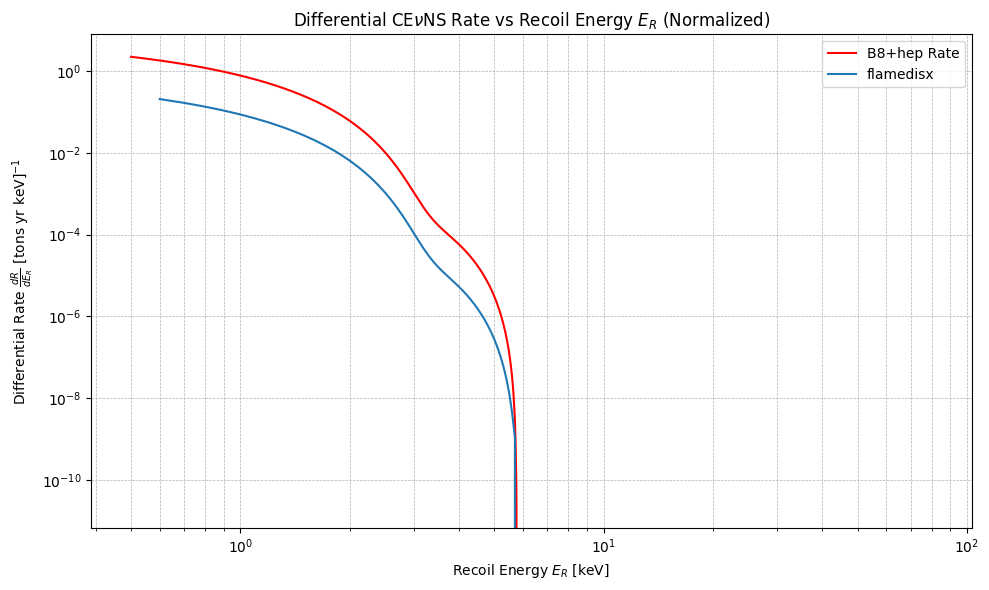 Differential CEνNS Rate vs Recoil Energy $E_R$ (Normalized)
B8+hep Rate
flamedisx
Differential Rate $\frac{dR}{dE_R}$ [tons yr keV]$^{-1}$
$10^0$
$10^{-2}$
$10^{-4}$
$10^{-6}$
$10^{-8}$
$10^{-10}$
$10^0$ $10^1$ $10^2$
Recoil Energy $E_R$ [keV]